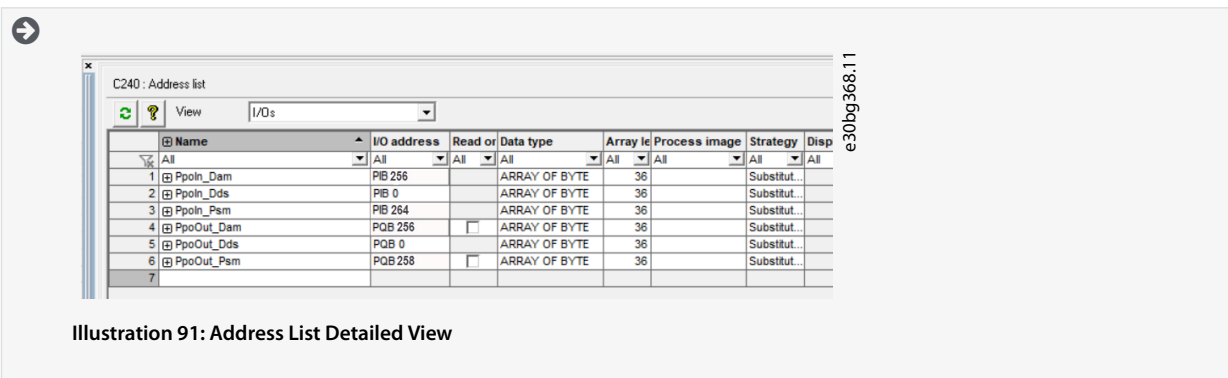 C240 : Address list
View I/Os
Name I/O address Read or Data type Array le Process image Strategy Disp
All All All All All All All All
1 PpoIn_Dam PIB 256 ARRAY OF BYTE 36 Substitut...
2 PpoIn_Dds PIB 0 ARRAY OF BYTE 36 Substitut...
3 PpoIn_Psm PIB 264 ARRAY OF BYTE 36 Substitut...
4 PpoOut_Dam PQB 256 ARRAY OF BYTE 36 Substitut...
5 PpoOut_Dds PQB 0 ARRAY OF BYTE 36 Substitut...
6 PpoOut_Psm PQB 258 ARRAY OF BYTE 36 Substitut...
7
e30bg368.11
Illustration 91: Address List Detailed View